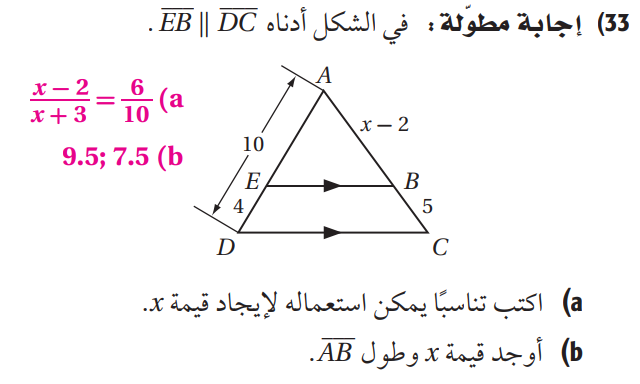 33) إجابة مطوّلة: في الشكل أدناه EB || DC.
a) x − 2 / x + 3 = 6 / 10
b) 9.5; 7.5
A
x − 2
10
E
B
4
5
D
C
a) اكتب تناسبًا يمكن استعماله لإيجاد قيمة x.
b) أوجد قيمة x وطول AB.